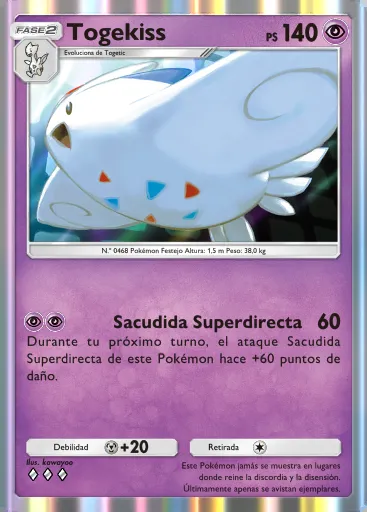 FASE2
Togekiss
PS 140
Evoluciona de Togetic
N.º 0468 Pokémon Festejo Altura: 1,5 m Peso: 38,0 kg
Sacudida Superdirecta 60
Durante tu próximo turno, el ataque Sacudida
Superdirecta de este Pokémon hace +60 puntos de
daño.
Debilidad +20
Retirada
Ilus. kawayoo
Este Pokémon jamás se muestra en lugares
donde reine la discordia y la disensión.
Últimamente apenas se avistan ejemplares.